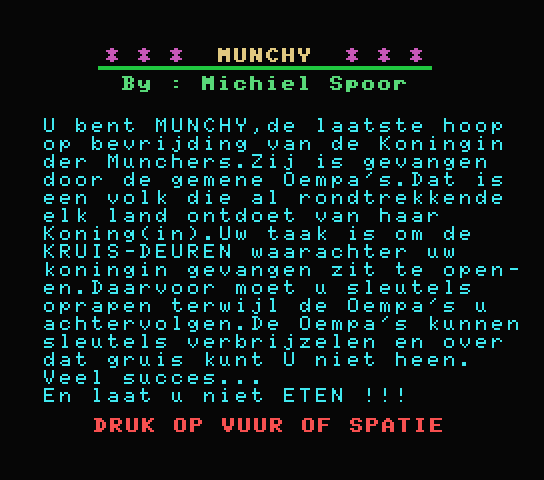 * * * MUNCHY * * *
By : Michiel Spoor
U bent MUNCHY,de laatste hoop
op bevrijding van de Koningin
der Munchers.Zij is gevangen
door de gemene Oempa's.Dat is
een volk die al rondtrekkende
elk land ontdoet van haar
Koning(in).Uw taak is om de
KRUIS-DEUREN waarachter uw
koningin gevangen zit te open-
en.Daarvoor moet u sleutels
oprapen terwijl de Oempa's u
achtervolgen.De Oempa's kunnen
sleutels verbrijzelen en over
dat gruis kunt U niet heen.
Veel succes...
En laat u niet ETEN !!!
DRUK OP VUUR OF SPATIE